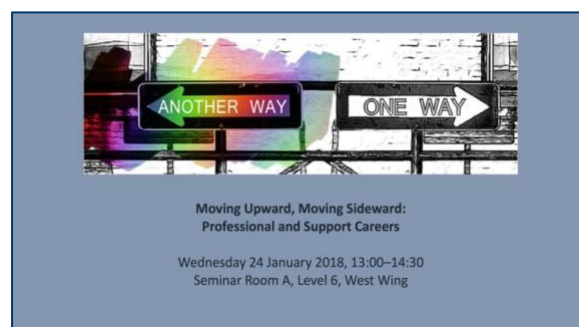 ANOTHER WAY
ONE WAY
Moving Upward, Moving Sideward:
Professional and Support Careers
Wednesday 24 January 2018, 13:00–14:30
Seminar Room A, Level 6, West Wing